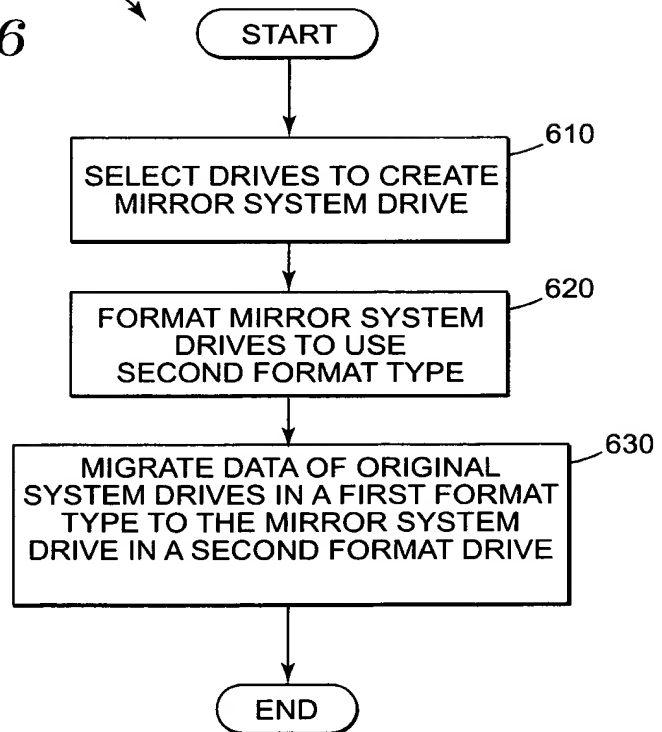 6
START
610
SELECT DRIVES TO CREATE
MIRROR SYSTEM DRIVE
620
FORMAT MIRROR SYSTEM
DRIVES TO USE
SECOND FORMAT TYPE
630
MIGRATE DATA OF ORIGINAL
SYSTEM DRIVES IN A FIRST FORMAT
TYPE TO THE MIRROR SYSTEM
DRIVE IN A SECOND FORMAT DRIVE
END